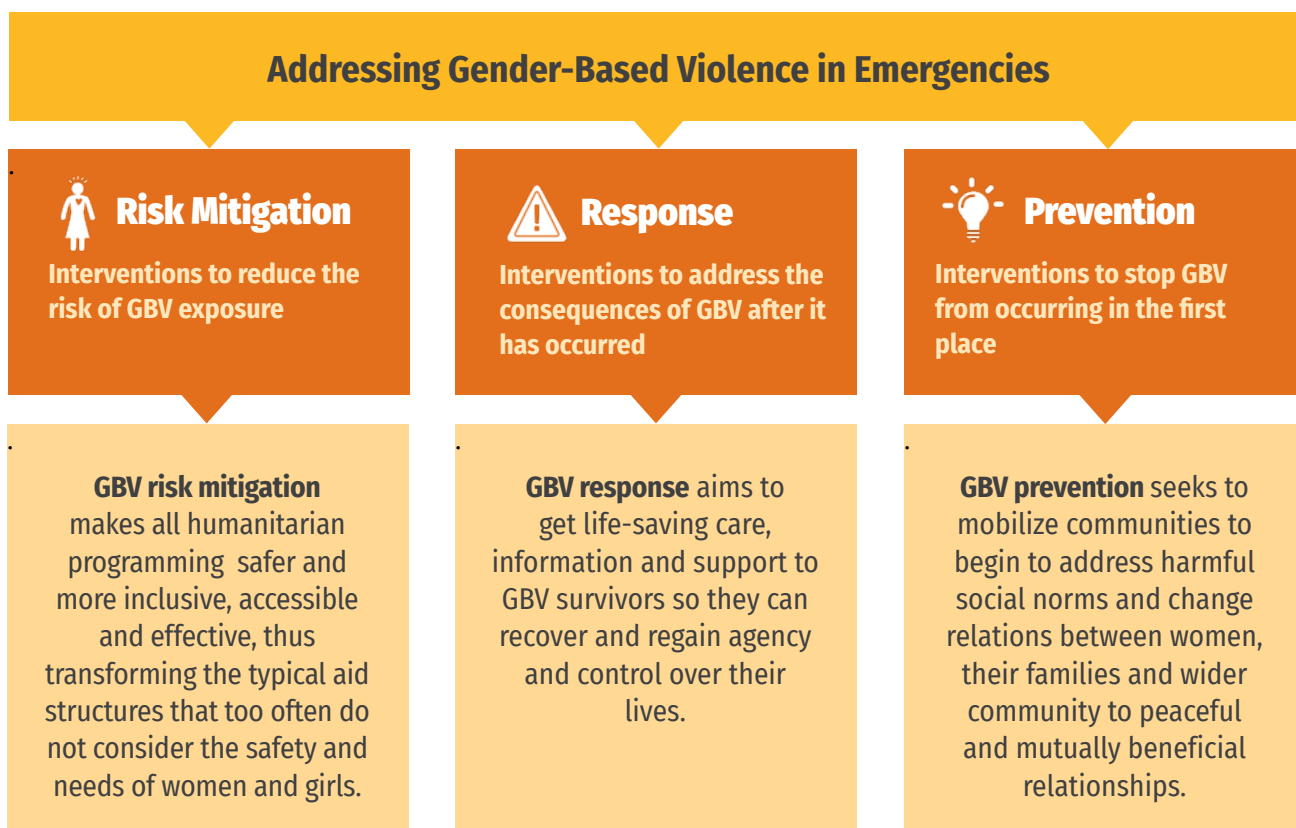 Addressing Gender-Based Violence in Emergencies
Risk Mitigation
Interventions to reduce the
risk of GBV exposure
GBV risk mitigation
makes all humanitarian
programming safer and
more inclusive, accessible
and effective, thus
transforming the typical aid
structures that too often do
not consider the safety and
needs of women and girls.
Response
Interventions to address the
consequences of GBV after it
has occurred
GBV response aims to
get life-saving care,
information and support to
GBV survivors so they can
recover and regain agency
and control over their
lives.
Prevention
Interventions to stop GBV
from occurring in the first
place
GBV prevention seeks to
mobilize communities to
begin to address harmful
social norms and change
relations between women,
their families and wider
community to peaceful
and mutually beneficial
relationships.